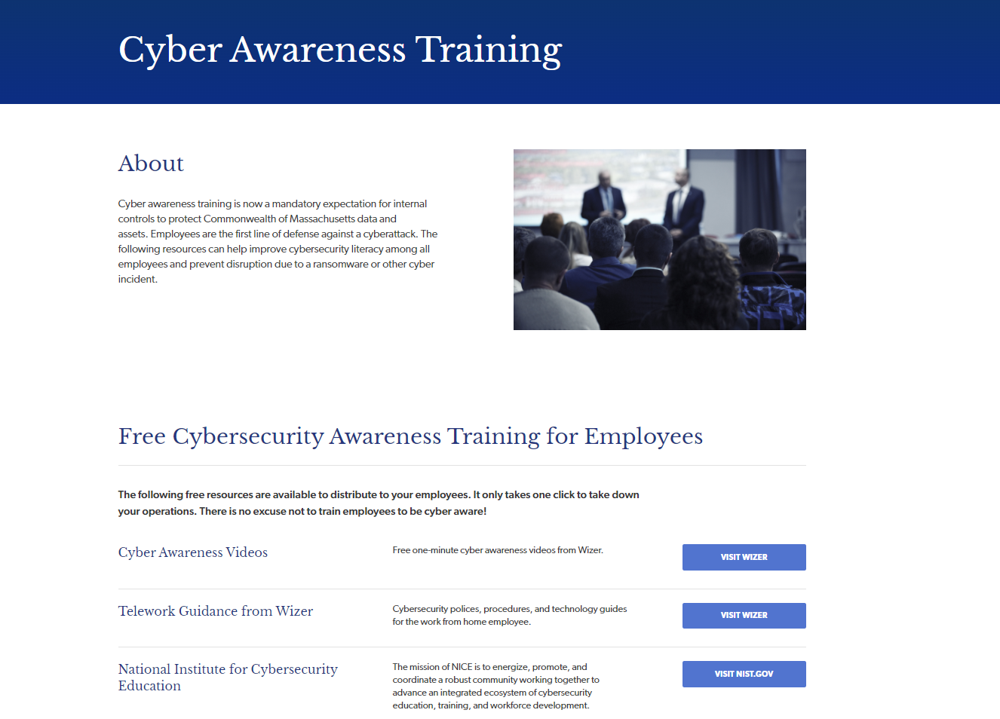 Cyber Awareness Training
About
Cyber awareness training is now a mandatory expectation for internal
controls to protect Commonwealth of Massachusetts data and
assets. Employees are the first line of defense against a cyberattack. The
following resources can help improve cybersecurity literacy among all
employees and prevent disruption due to a ransomware or other cyber
incident.
Free Cybersecurity Awareness Training for Employees
The following free resources are available to distribute to your employees. It only takes one click to take down
your operations. There is no excuse not to train employees to be cyber aware!
Cyber Awareness Videos
Free one-minute cyber awareness videos from Wizer.
VISIT WIZER
Telework Guidance from Wizer
Cybersecurity polices, procedures, and technology guides
for the work from home employee.
VISIT WIZER
National Institute for Cybersecurity
Education
The mission of NICE is to energize, promote, and
coordinate a robust community working together to
advance an integrated ecosystem of cybersecurity
education, training, and workforce development.
VISIT NIST.GOV